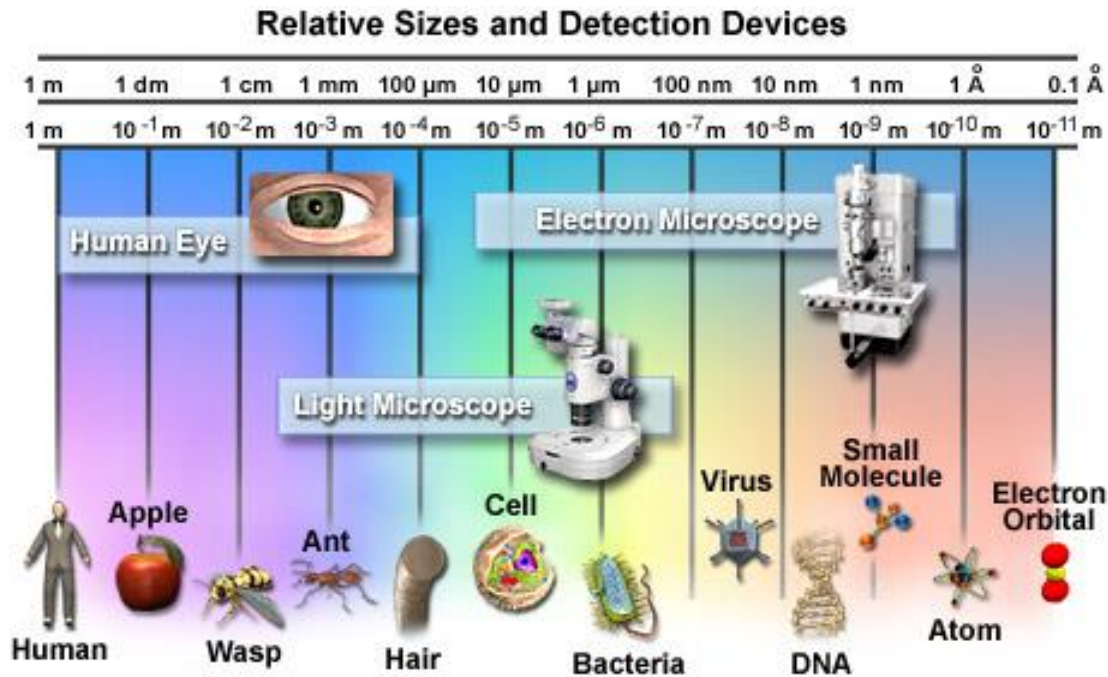 Relative Sizes and Detection Devices
1 m 1 dm 1 cm 1 mm 100 µm 10 µm 1 µm 100 nm 10 nm 1 nm 1 Å 0.1 Å
1 m 10⁻¹ m 10⁻² m 10⁻³ m 10⁻⁴ m 10⁻⁵ m 10⁻⁶ m 10⁻⁷ m 10⁻⁸ m 10⁻⁹ m 10⁻¹⁰ m 10⁻¹¹ m
Human Eye
Electron Microscope
Light Microscope
Human
Apple
Wasp
Ant
Hair
Cell
Bacteria
Virus
DNA
Small
Molecule
Atom
Electron
Orbital